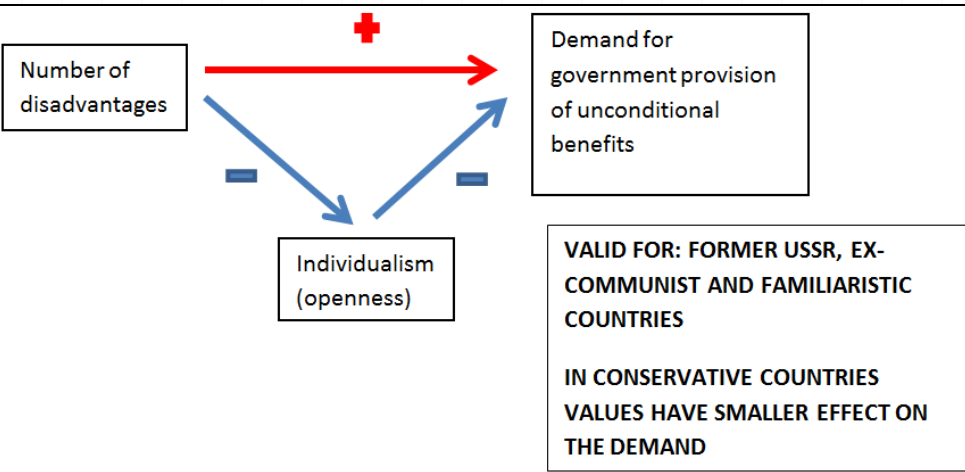 Number of
disadvantages
Demand for
government provision
of unconditional
benefits
Individualism
(openness)
VALID FOR: FORMER USSR, EX-
COMMUNIST AND FAMILIARISTIC
COUNTRIES
IN CONSERVATIVE COUNTRIES
VALUES HAVE SMALLER EFFECT ON
THE DEMAND